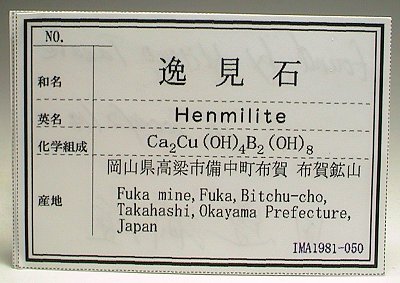 NO.
和名 逸見石
英名 Henmilite
化学組成 Ca₂Cu(OH)₄B₂(OH)₈
産地 岡山県高梁市備中町布賀 布賀鉱山
Fuka mine,Fuka,Bitchu-cho,
Takahashi,Okayama Prefecture,
Japan
IMA1981-050